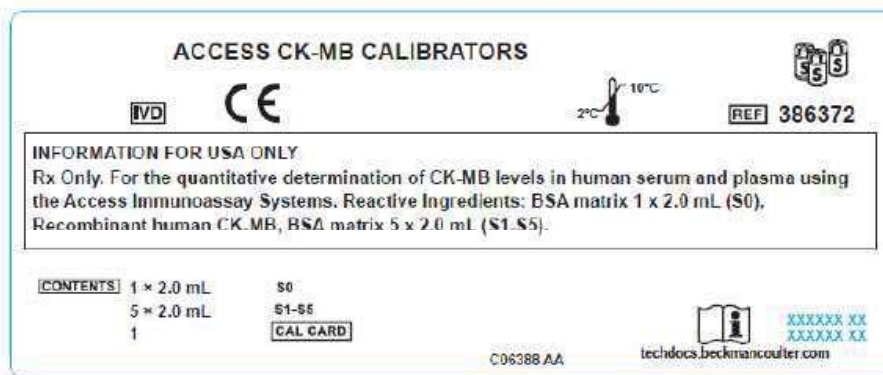 ACCESS CK-MB CALIBRATORS
IVD CE 2°C 10°C
REF 386372
INFORMATION FOR USA ONLY
Rx Only. For the quantitative determination of CK-MB levels in human serum and plasma using
the Access Immunoassay Systems. Reactive Ingredients: BSA matrix 1 x 2.0 mL (S0),
Recombinant human CK-MB, BSA matrix 5 x 2.0 mL (S1-S5).
CONTENTS 1 × 2.0 mL S0
5 × 2.0 mL S1-S5
1 CAL CARD
C06388 AA
techdocs.beckmancoulter.com
XXXXXX XX
XXXXXX XX
S
S
S